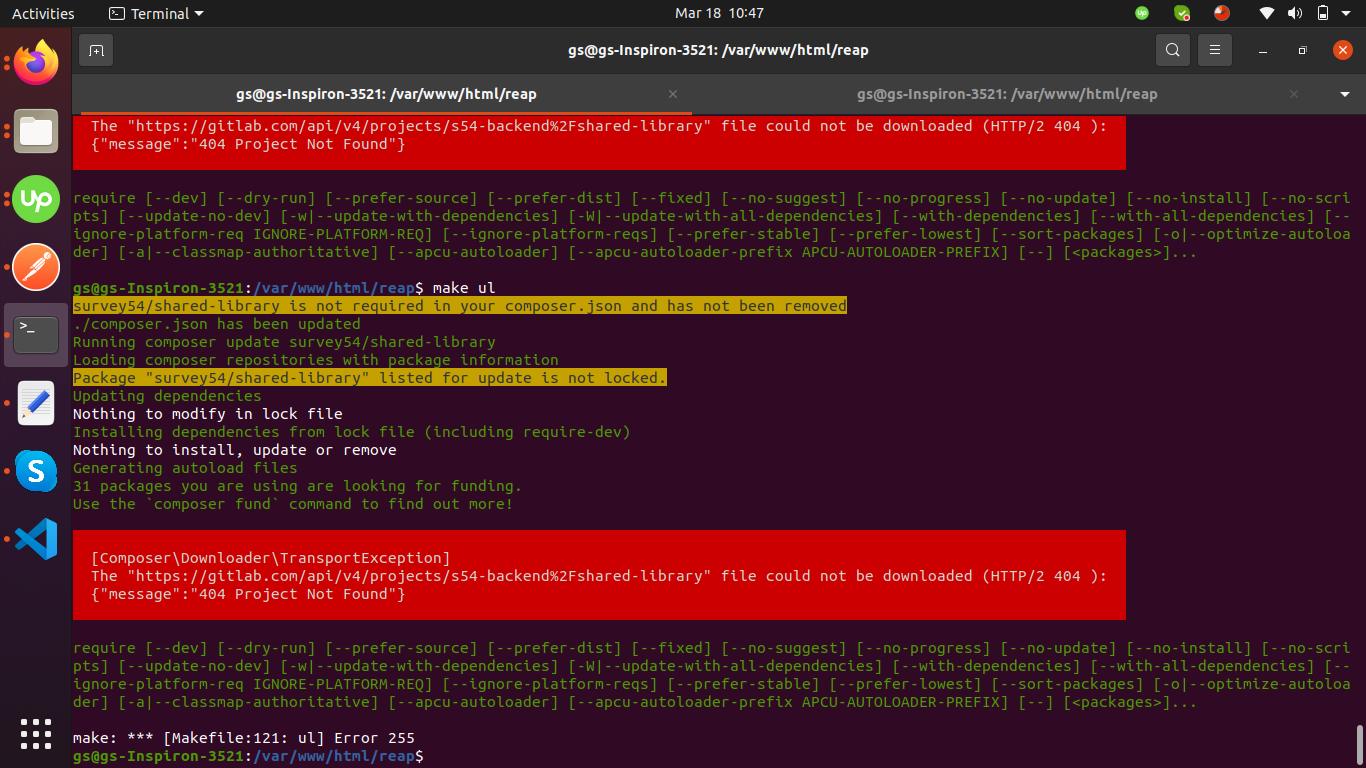 Activities
Terminal
Mar 18 10:47
gs@gs-Inspiron-3521: /var/www/html/reap
gs@gs-Inspiron-3521: /var/www/html/reap
gs@gs-Inspiron-3521: /var/www/html/reap
The "https://gitlab.com/api/v4/projects/s54-backend%2Fshared-library" file could not be downloaded (HTTP/2 404 ):
{"message":"404 Project Not Found"}
require [--dev] [--dry-run] [--prefer-source] [--prefer-dist] [--fixed] [--no-suggest] [--no-progress] [--no-update] [--no-install] [--no-scri
pts] [--update-no-dev] [-w|--update-with-dependencies] [-W|--update-with-all-dependencies] [--with-dependencies] [--with-all-dependencies] [--
ignore-platform-req IGNORE-PLATFORM-REQ] [--ignore-platform-reqs] [--prefer-stable] [--prefer-lowest] [--sort-packages] [-o|--optimize-autoloa
der] [-a|--classmap-authoritative] [--apcu-autoloader] [--apcu-autoloader-prefix APCU-AUTOLOADER-PREFIX] [--] [<packages>]...
gs@gs-Inspiron-3521:/var/www/html/reap$ make ul
survey54/shared-library is not required in your composer.json and has not been removed
./composer.json has been updated
Running composer update survey54/shared-library
Loading composer repositories with package information
Package "survey54/shared-library" listed for update is not locked.
Updating dependencies
Nothing to modify in lock file
Installing dependencies from lock file (including require-dev)
Nothing to install, update or remove
Generating autoload files
31 packages you are using are looking for funding.
Use the `composer fund` command to find out more!
[Composer\Downloader\TransportException]
The "https://gitlab.com/api/v4/projects/s54-backend%2Fshared-library" file could not be downloaded (HTTP/2 404 ):
{"message":"404 Project Not Found"}
require [--dev] [--dry-run] [--prefer-source] [--prefer-dist] [--fixed] [--no-suggest] [--no-progress] [--no-update] [--no-install] [--no-scri
pts] [--update-no-dev] [-w|--update-with-dependencies] [-W|--update-with-all-dependencies] [--with-dependencies] [--with-all-dependencies] [--
ignore-platform-req IGNORE-PLATFORM-REQ] [--ignore-platform-reqs] [--prefer-stable] [--prefer-lowest] [--sort-packages] [-o|--optimize-autoloa
der] [-a|--classmap-authoritative] [--apcu-autoloader] [--apcu-autoloader-prefix APCU-AUTOLOADER-PREFIX] [--] [<packages>]...
make: *** [Makefile:121: ul] Error 255
gs@gs-Inspiron-3521:/var/www/html/reap$